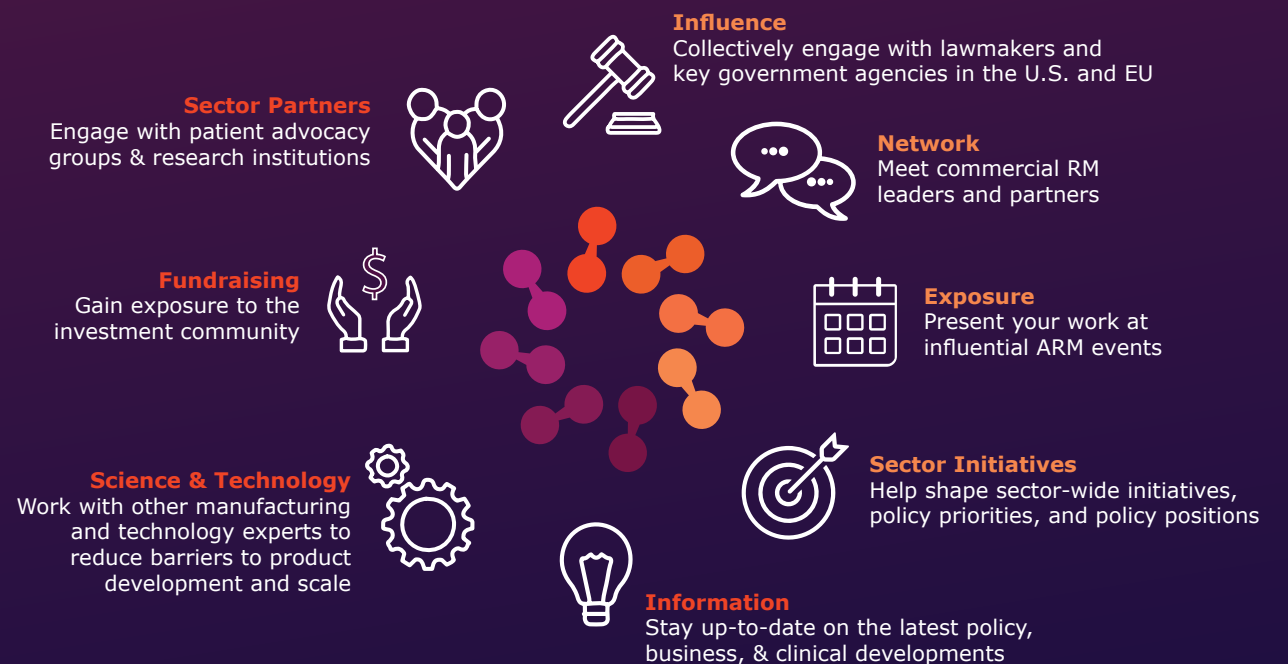 Influence
Collectively engage with lawmakers and
key government agencies in the U.S. and EU
Network
Meet commercial RM
leaders and partners
Exposure
Present your work at
influential ARM events
Sector Initiatives
Help shape sector-wide initiatives,
policy priorities, and policy positions
Information
Stay up-to-date on the latest policy,
business, & clinical developments
Science & Technology
Work with other manufacturing
and technology experts to
reduce barriers to product
development and scale
Fundraising
Gain exposure to the
investment community
$
Sector Partners
Engage with patient advocacy
groups & research institutions